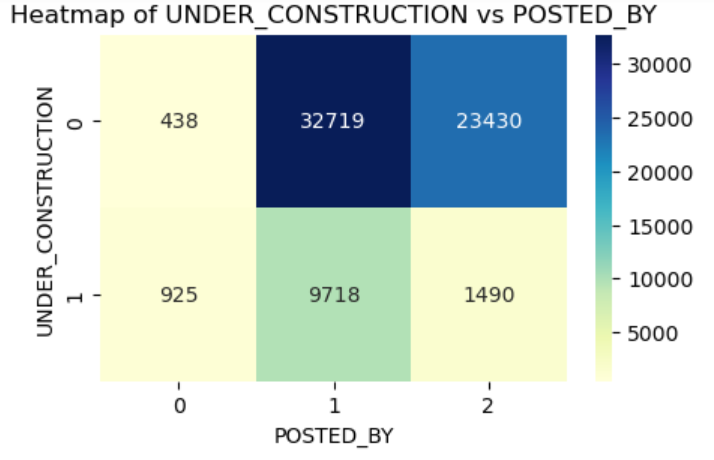 Heatmap of UNDER_CONSTRUCTION vs POSTED_BY
UNDER_CONSTRUCTION
0
438 32719 23430
1
925 9718 1490
0 1 2
POSTED_BY
30000
25000
20000
15000
10000
5000